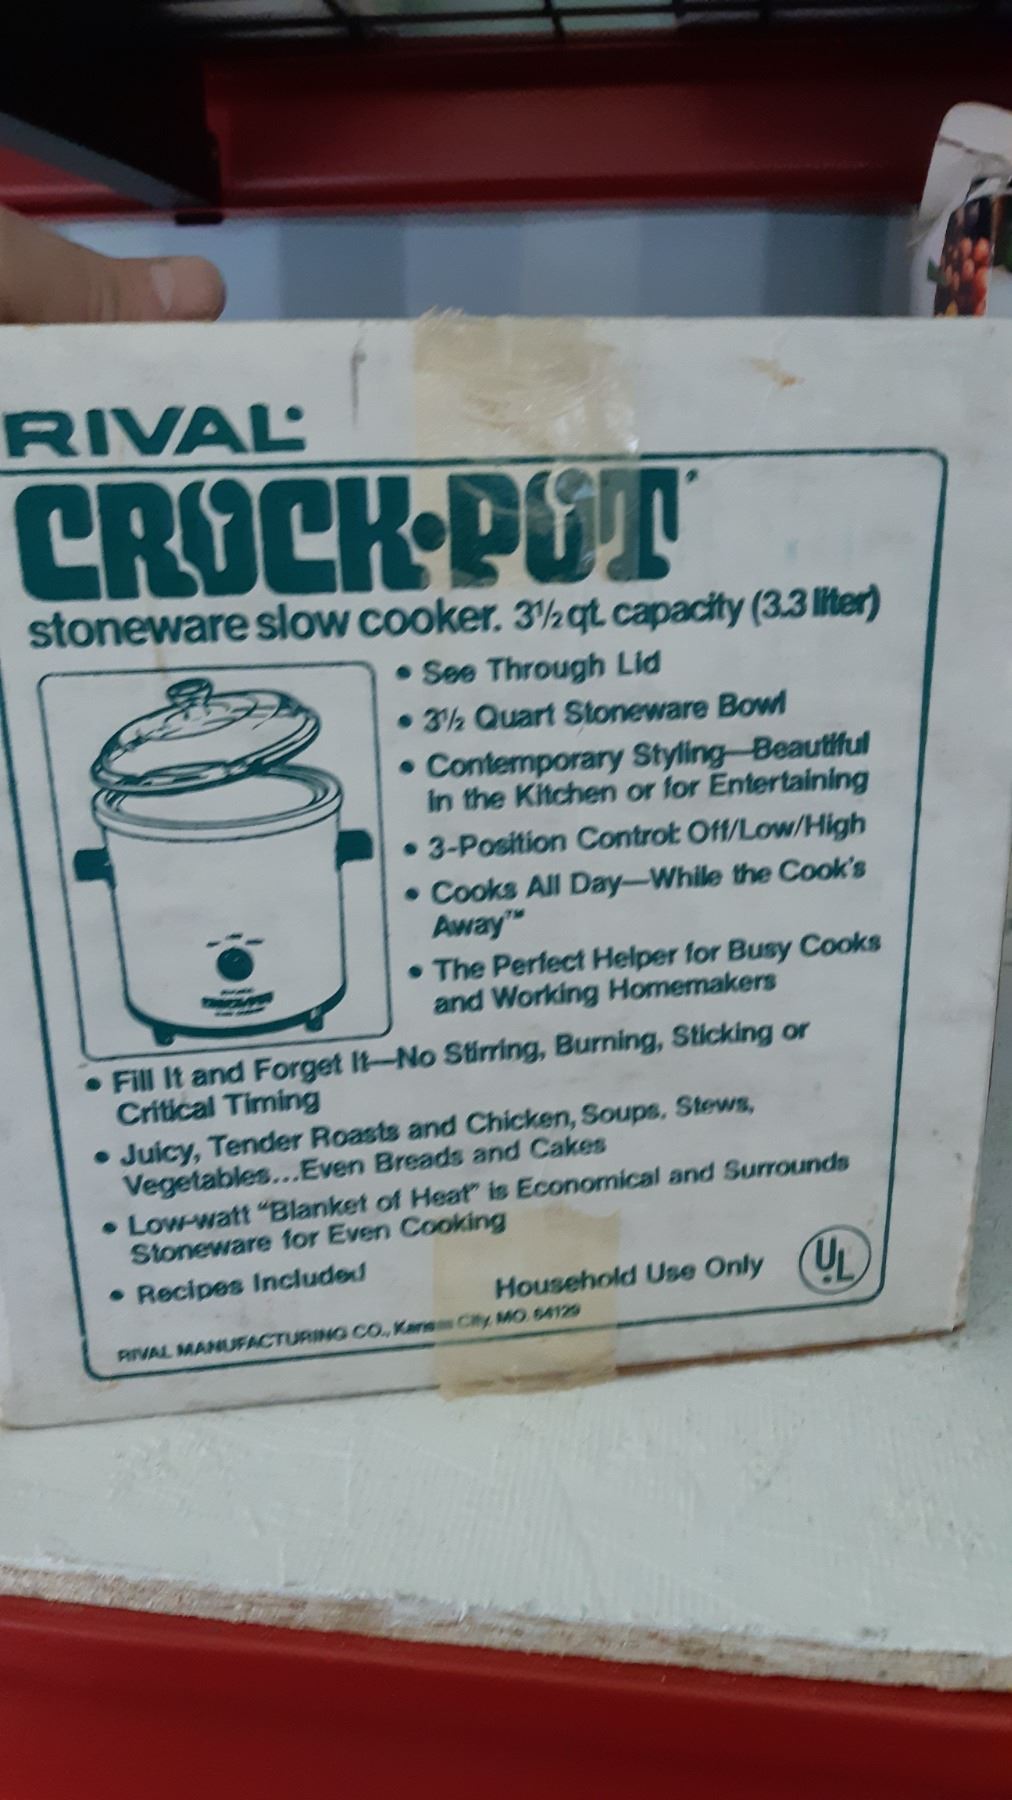 RIVAL®
CROCK•POT®
stoneware slow cooker. 3½ qt. capacity (3.3 liter)
• See Through Lid
• 3½ Quart Stoneware Bowl
• Contemporary Styling—Beautiful
in the Kitchen or for Entertaining
• 3-Position Control: Off/Low/High
• Cooks All Day—While the Cook's
Away™
• The Perfect Helper for Busy Cooks
and Working Homemakers
• Fill It and Forget It—No Stirring, Burning, Sticking or
Critical Timing
• Juicy, Tender Roasts and Chicken, Soups, Stews,
Vegetables...Even Breads and Cakes
• Low-watt "Blanket of Heat" is Economical and Surrounds
Stoneware for Even Cooking
• Recipes Included
Household Use Only
UL
RIVAL MANUFACTURING CO., Kansas City, MO. 64129